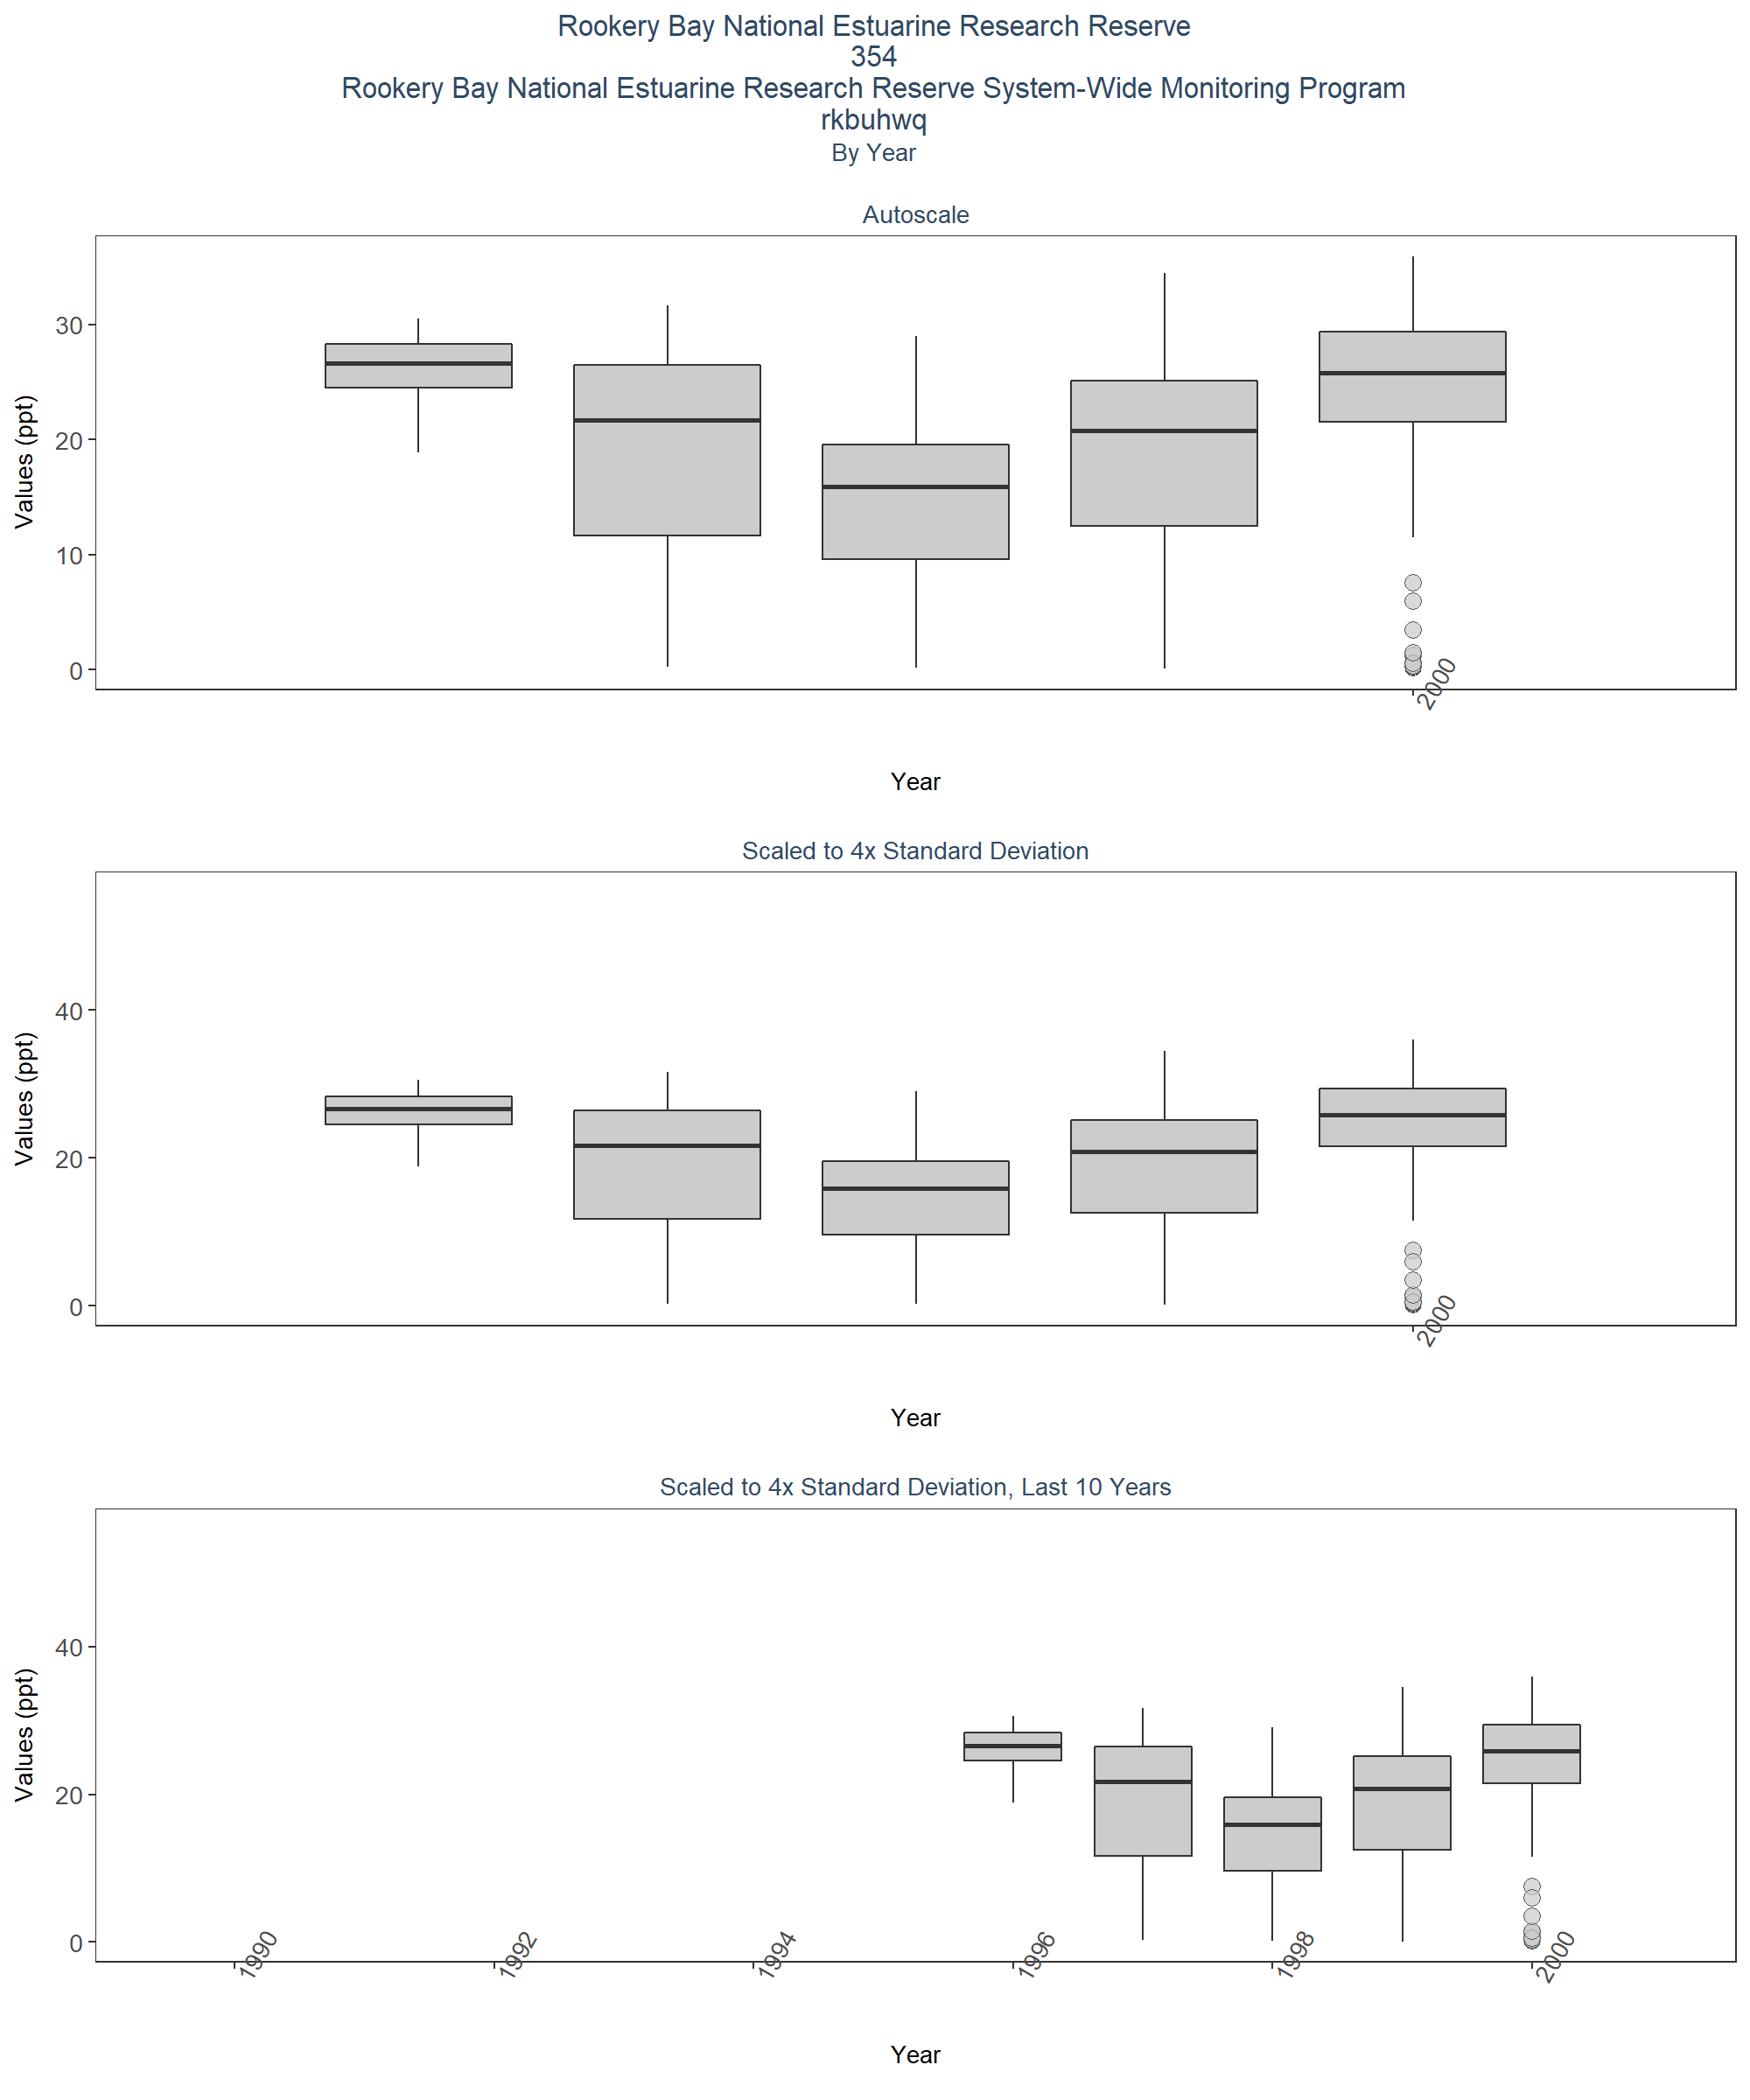 Rookery Bay National Estuarine Research Reserve
354
Rookery Bay National Estuarine Research Reserve System-Wide Monitoring Program
rkbuhwq
By Year
Autoscale
Values (ppt)
30
20
10
0
2000
Year
Scaled to 4x Standard Deviation
Values (ppt)
40
20
0
2000
Year
Scaled to 4x Standard Deviation, Last 10 Years
Values (ppt)
40
20
0
1990
1992
1994
1996
1998
2000
Year